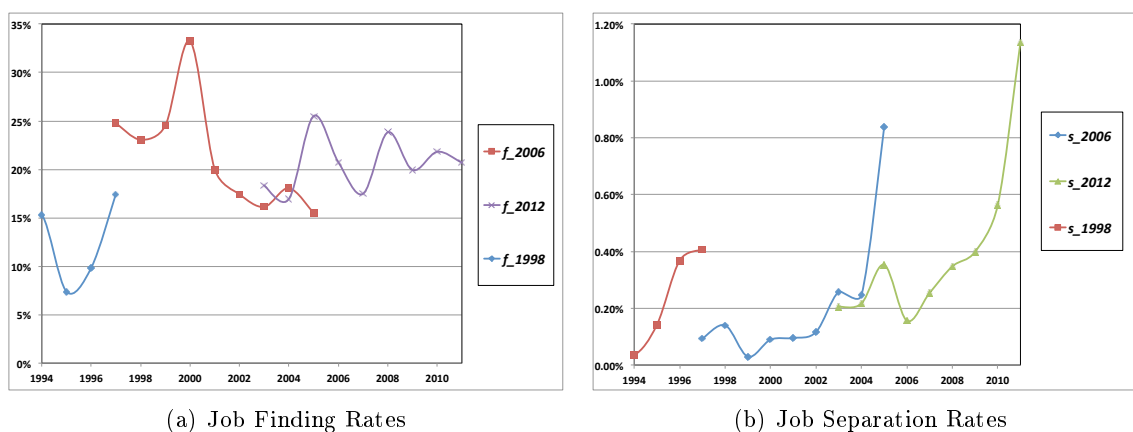 35%
30%
25%
20%
15%
10%
5%
0%
1994 1996 1998 2000 2002 2004 2006 2008 2010
f_2006
f_2012
f_1998
(a) Job Finding Rates
1.20%
1.00%
0.80%
0.60%
0.40%
0.20%
0.00%
1994 1996 1998 2000 2002 2004 2006 2008 2010
s_2006
s_2012
s_1998
(b) Job Separation Rates